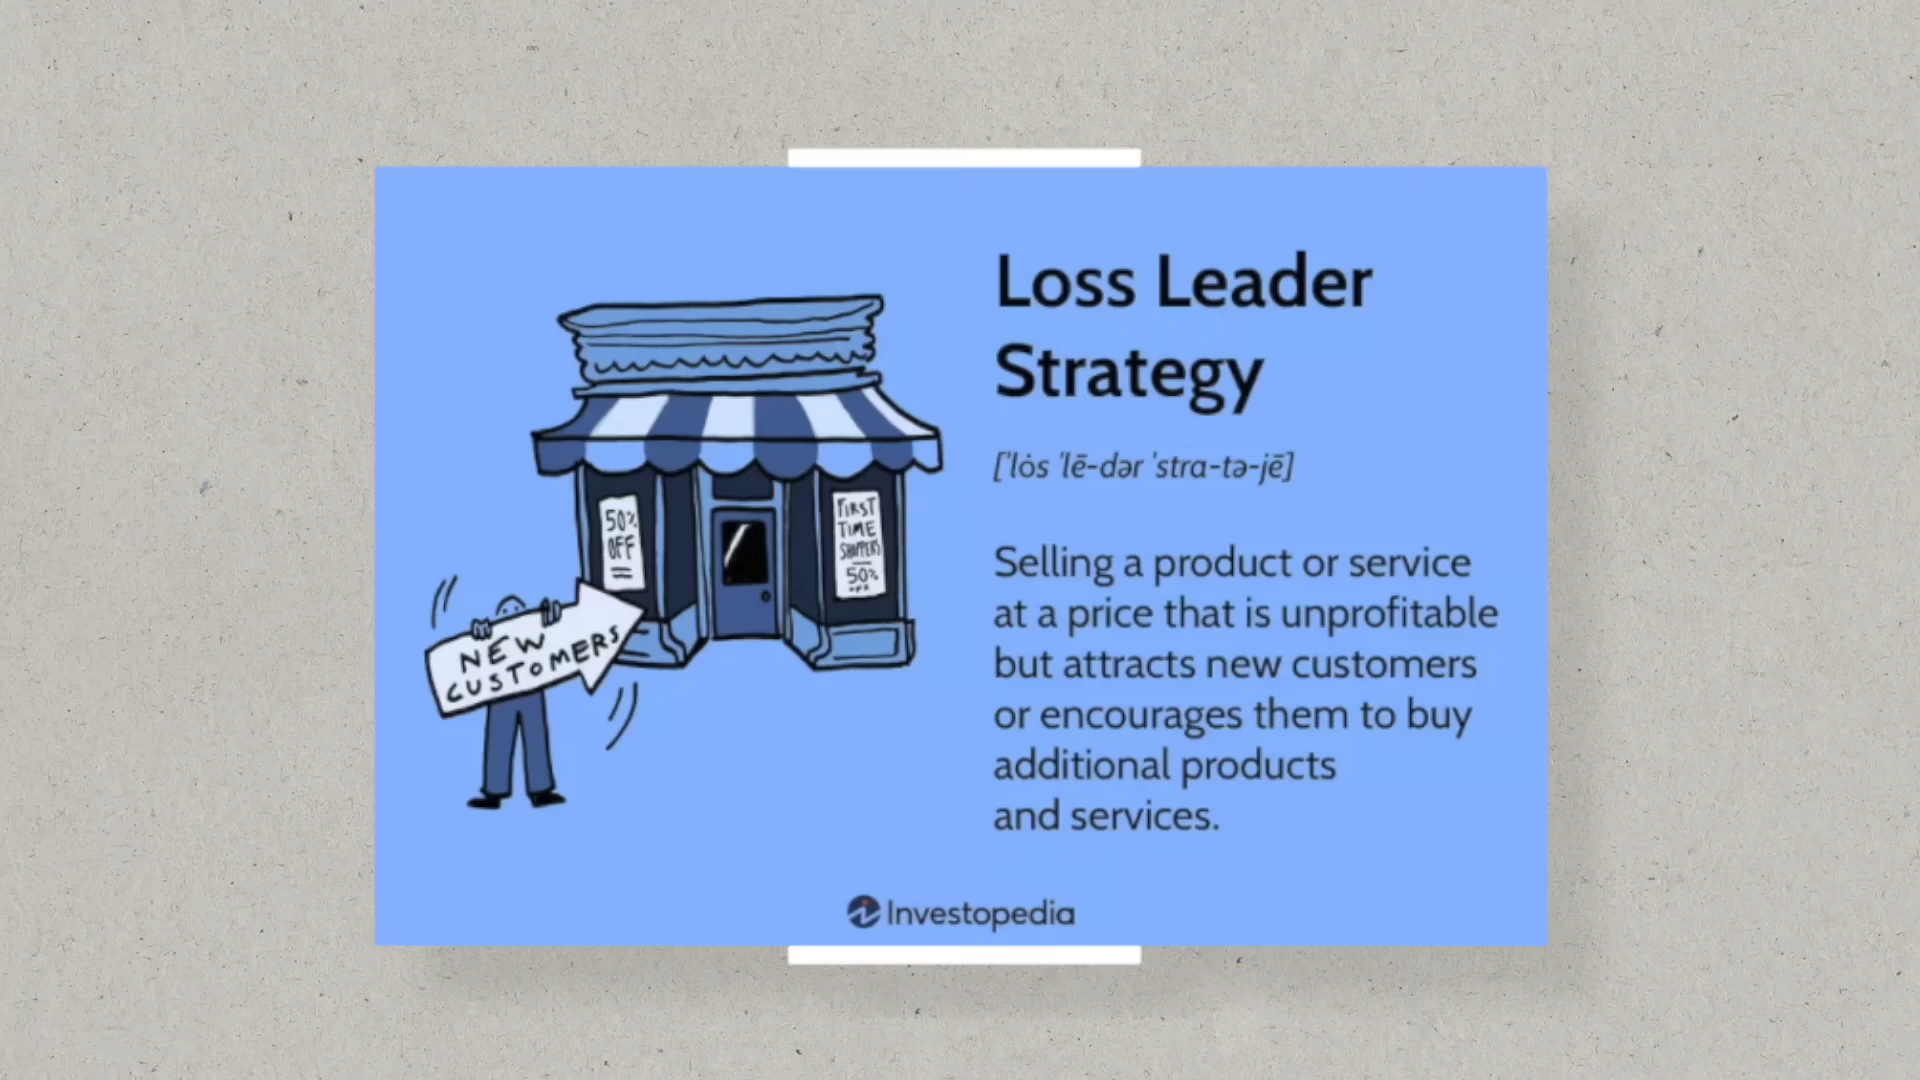 Loss Leader
Strategy
['lȯs 'lē-dər 'stra-tə-jē]
Selling a product or service
at a price that is unprofitable
but attracts new customers
or encourages them to buy
additional products
and services.
50%
OFF
FIRST
TIME
SHOPPERS
50%
OFF
NEW
CUSTOMERS
Investopedia